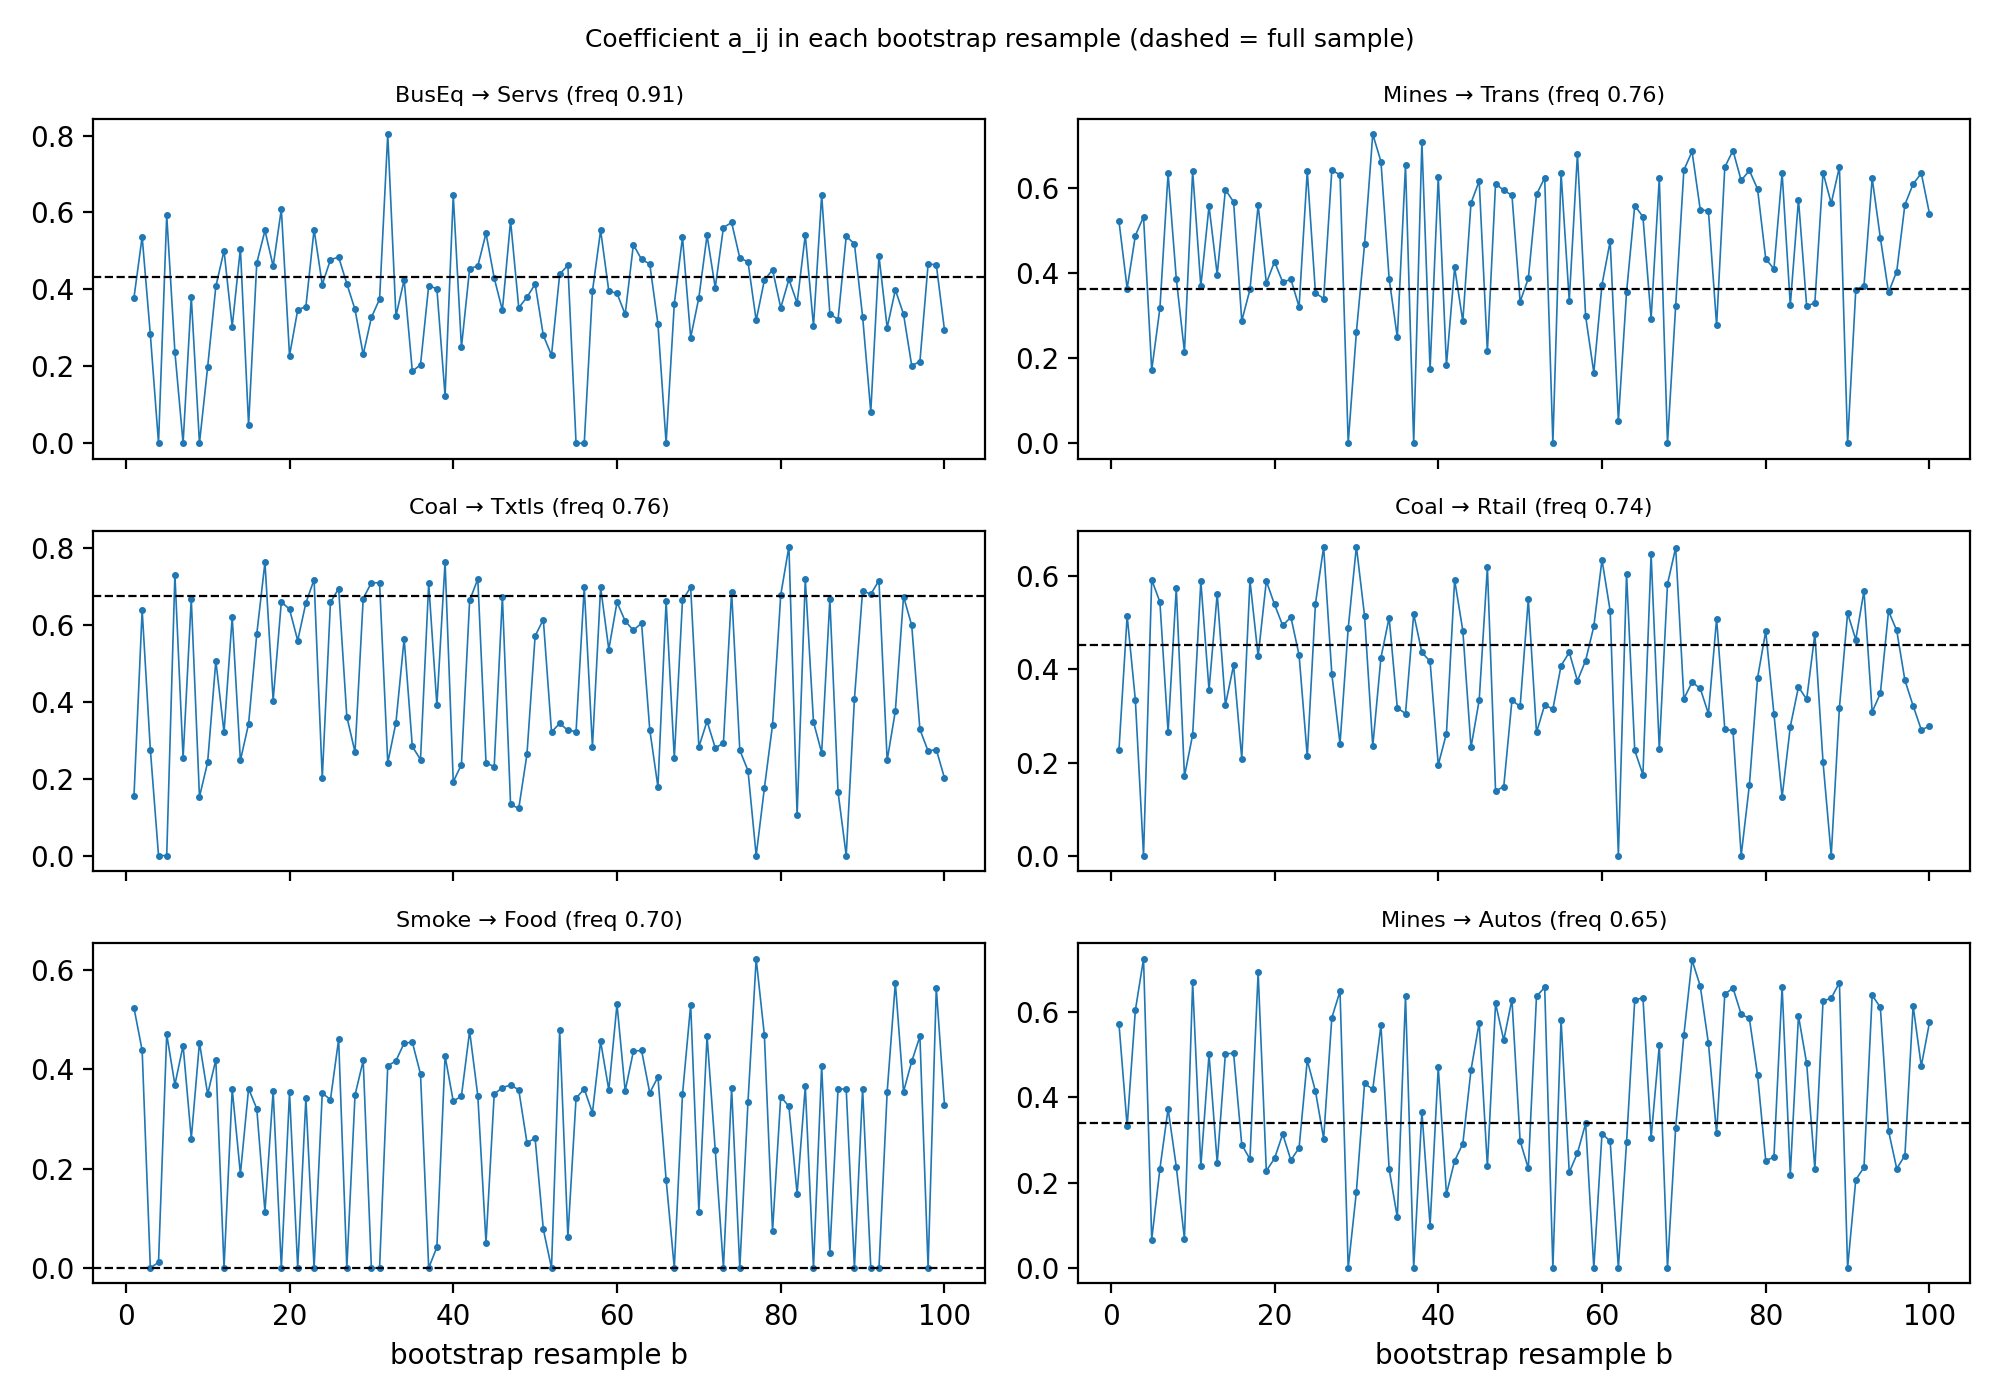 Coefficient a_ij in each bootstrap resample (dashed = full sample)
BusEq → Servs (freq 0.91)
0.8
0.6
0.4
0.2
0.0
Mines → Trans (freq 0.76)
0.6
0.4
0.2
0.0
Coal → Txtls (freq 0.76)
0.8
0.6
0.4
0.2
0.0
Coal → Rtail (freq 0.74)
0.6
0.4
0.2
0.0
Smoke → Food (freq 0.70)
0.6
0.4
0.2
0.0
0 20 40 60 80 100
bootstrap resample b
Mines → Autos (freq 0.65)
0.6
0.4
0.2
0.0
0 20 40 60 80 100
bootstrap resample b